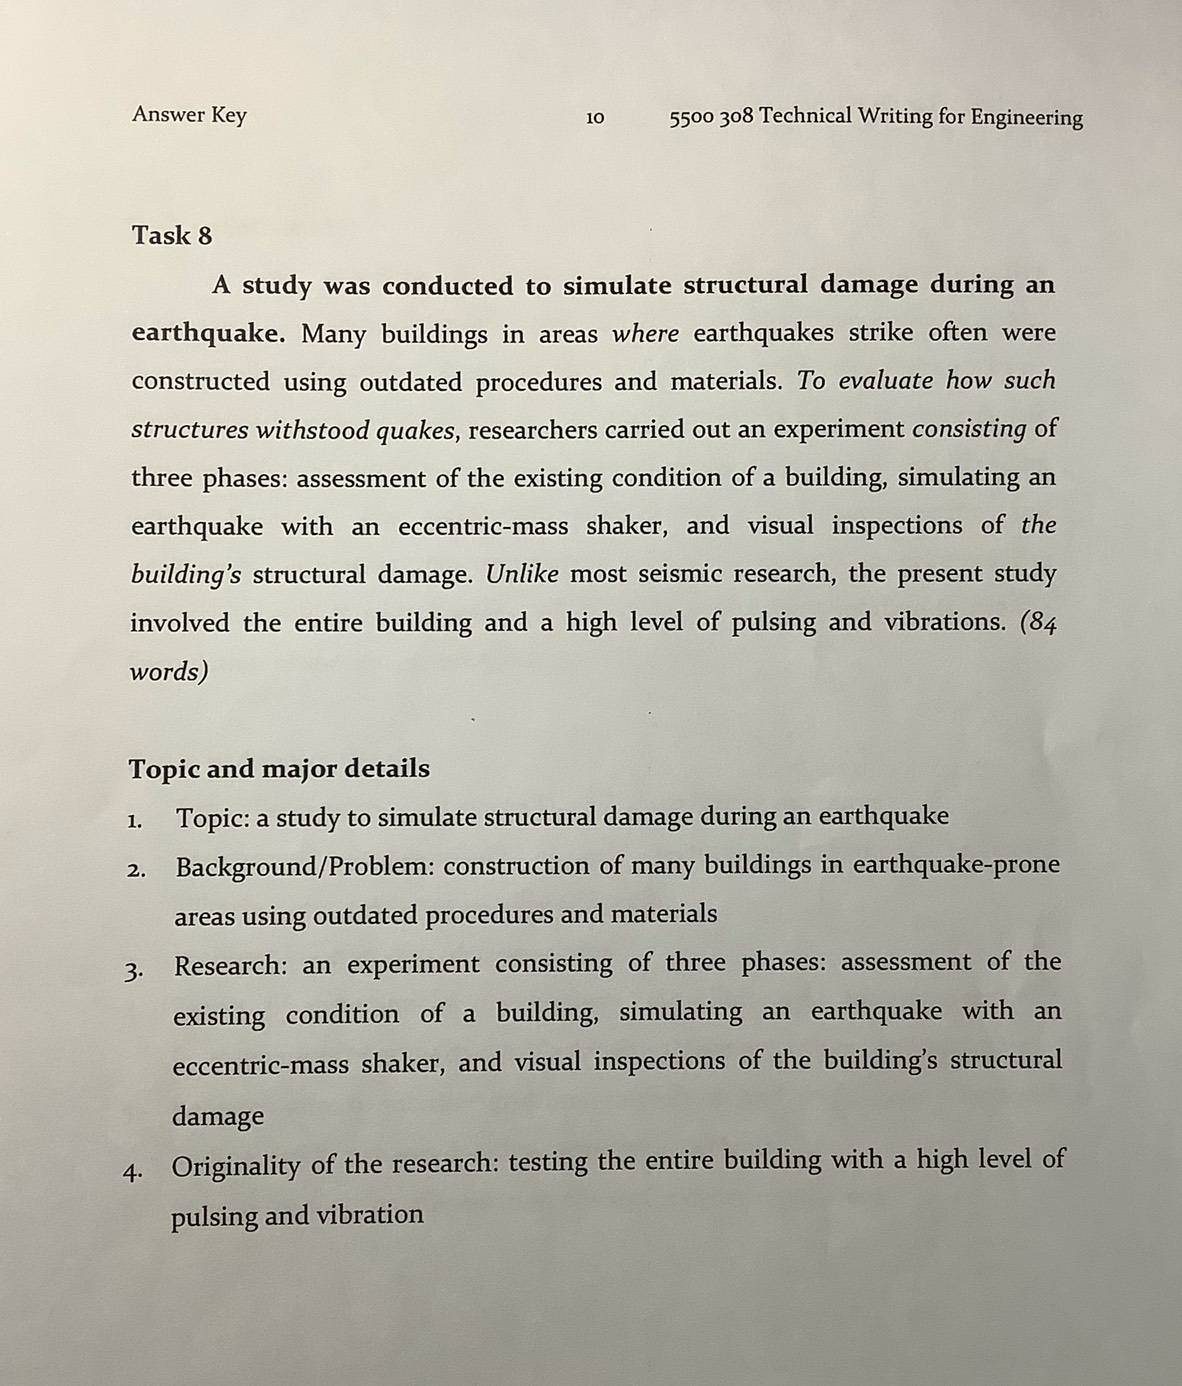 Answer Key 10 5500 308 Technical Writing for Engineering
Task 8
A study was conducted to simulate structural damage during an
earthquake. Many buildings in areas where earthquakes strike often were
constructed using outdated procedures and materials. To evaluate how such
structures withstood quakes, researchers carried out an experiment consisting of
three phases: assessment of the existing condition of a building, simulating an
earthquake with an eccentric-mass shaker, and visual inspections of the
building's structural damage. Unlike most seismic research, the present study
involved the entire building and a high level of pulsing and vibrations. (84
words)
Topic and major details
1. Topic: a study to simulate structural damage during an earthquake
2. Background/Problem: construction of many buildings in earthquake-prone
areas using outdated procedures and materials
3. Research: an experiment consisting of three phases: assessment of the
existing condition of a building, simulating an earthquake with an
eccentric-mass shaker, and visual inspections of the building's structural
damage
4. Originality of the research: testing the entire building with a high level of
pulsing and vibration